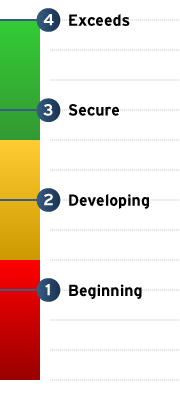 4 Exceeds
3 Secure
2 Developing
1 Beginning